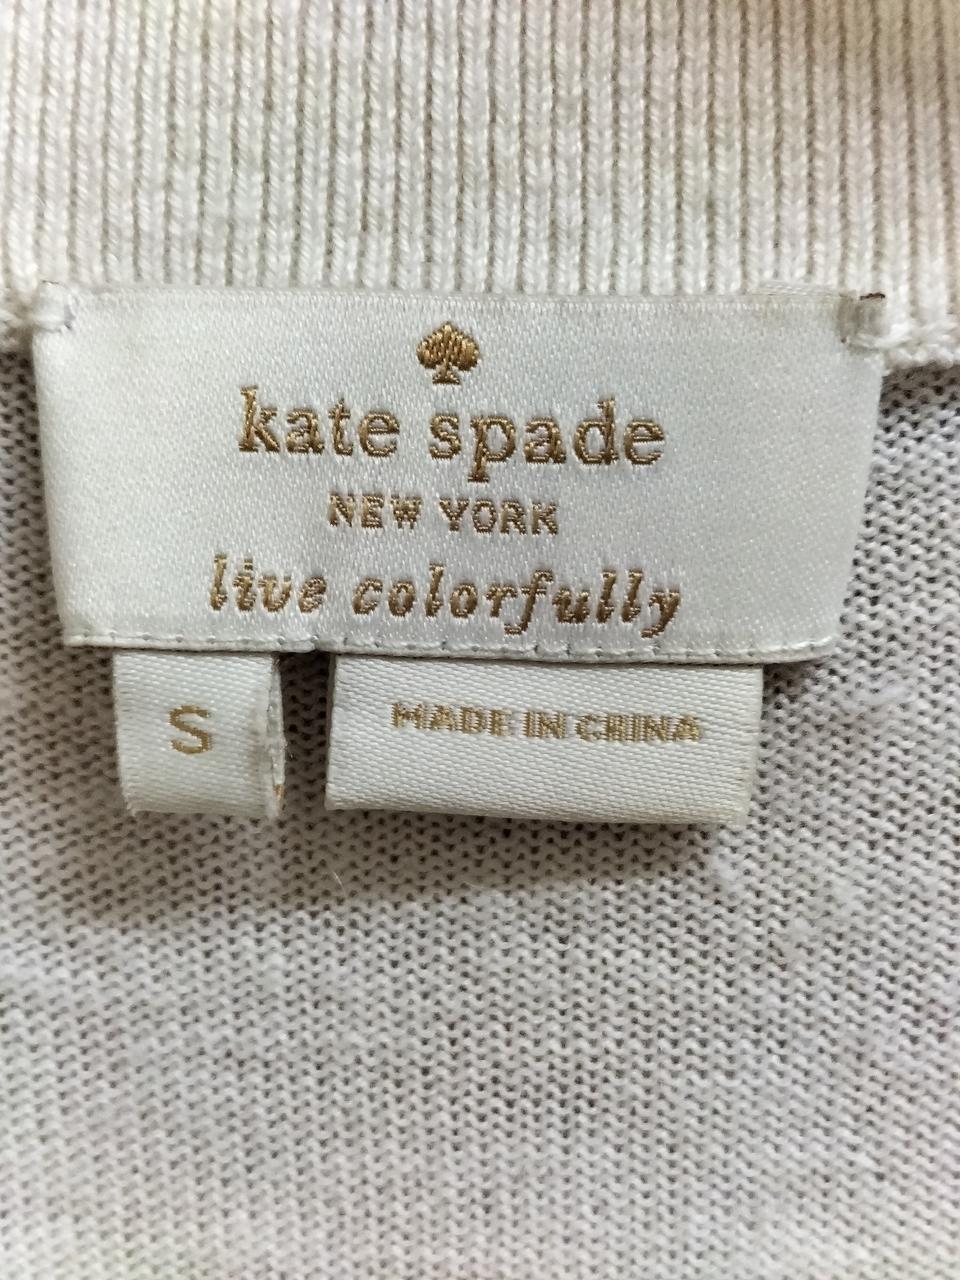 kate spade
NEW YORK
live colorfully
S
MADE IN CHINA